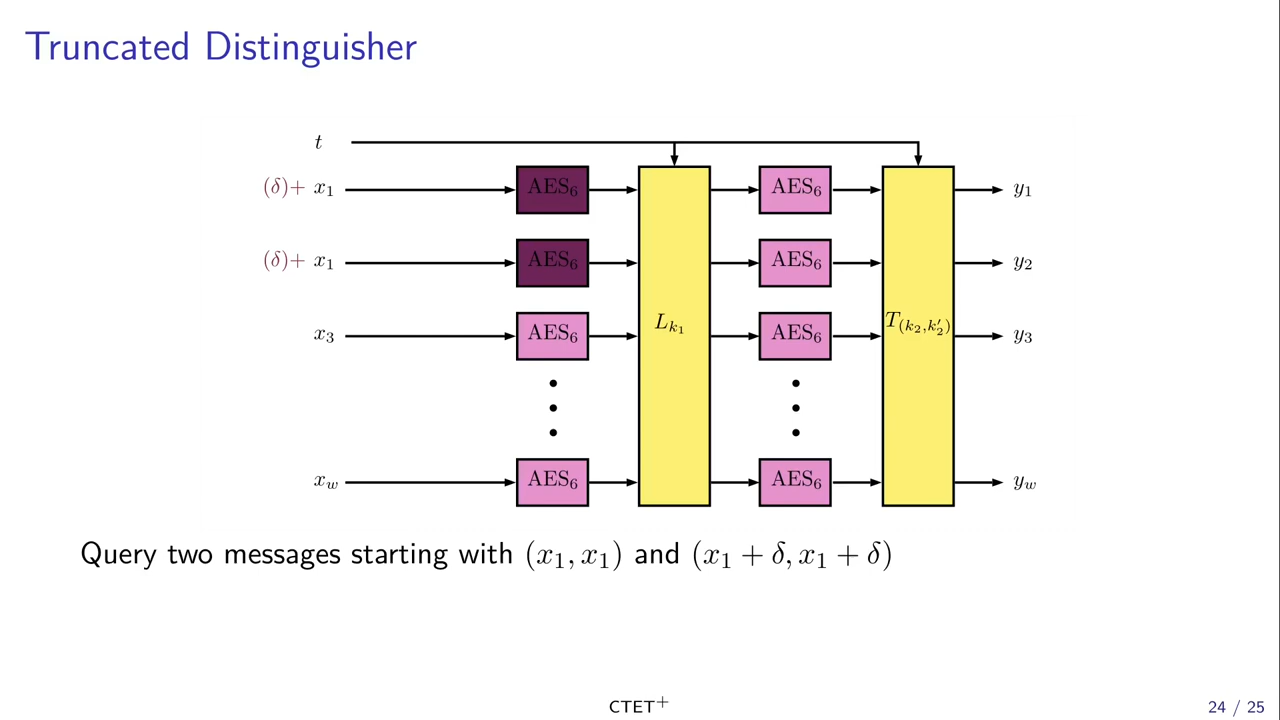 Truncated Distinguisher
t
(δ)+ x₁ AES₆ AES₆ y₁
(δ)+ x₁ AES₆ AES₆ y₂
L_{k₁} T_{(k₂,k₂′)}
x₃ AES₆ AES₆ y₃
x_w AES₆ AES₆ y_w
Query two messages starting with (x₁, x₁) and (x₁ + δ, x₁ + δ)
CTET⁺ 24 / 25